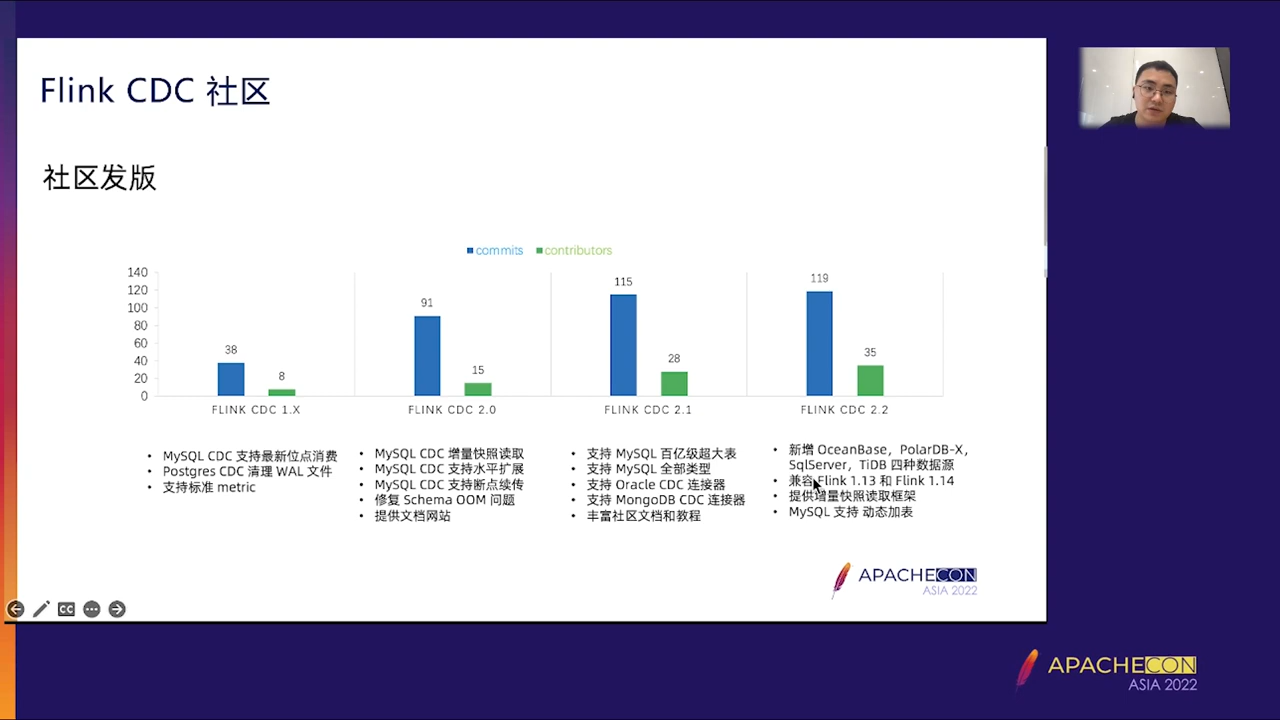 Flink CDC 社区
社区发版
commits contributors
140
120
100
80
60
40
20
0
38
8
91
15
115
28
119
35
FLINK CDC 1.X
FLINK CDC 2.0
FLINK CDC 2.1
FLINK CDC 2.2
• MySQL CDC 支持最新位点消费
• Postgres CDC 清理 WAL 文件
• 支持标准 metric
• MySQL CDC 增量快照读取
• MySQL CDC 支持水平扩展
• MySQL CDC 支持断点续传
• 修复 Schema OOM 问题
• 提供文档网站
• 支持 MySQL 百亿级超大表
• 支持 MySQL 全部类型
• 支持 Oracle CDC 连接器
• 支持 MongoDB CDC 连接器
• 丰富社区文档和教程
• 新增 OceanBase，PolarDB-X，
SqlServer，TiDB 四种数据源
• 兼容 Flink 1.13 和 Flink 1.14
• 提供增量快照读取框架
• MySQL 支持 动态加表
APACHECON
ASIA 2022
CC
APACHECON
ASIA 2022